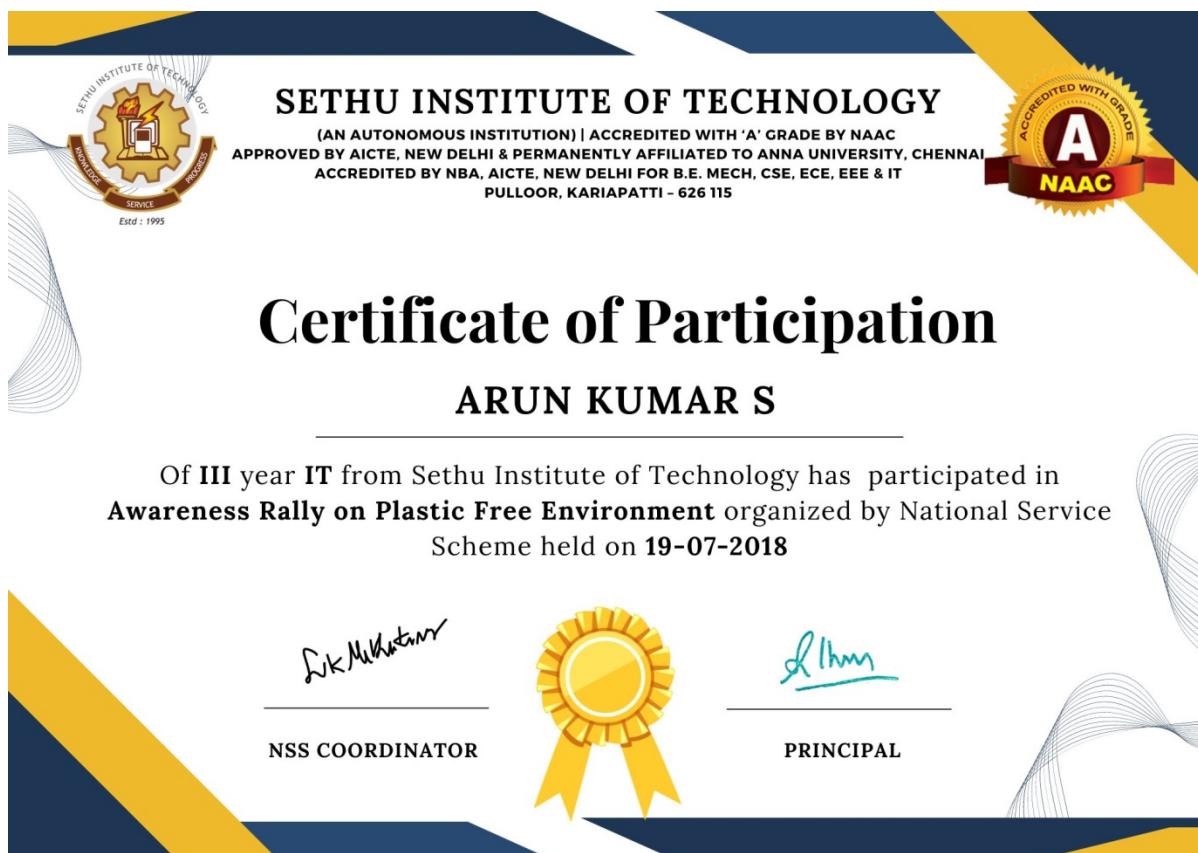 SETHU INSTITUTE OF TECHNOLOGY
KNOWLEDGE
SERVICE
PROGRESS
Estd : 1995
SETHU INSTITUTE OF TECHNOLOGY
(AN AUTONOMOUS INSTITUTION) | ACCREDITED WITH ‘A’ GRADE BY NAAC
APPROVED BY AICTE, NEW DELHI & PERMANENTLY AFFILIATED TO ANNA UNIVERSITY, CHENNAI
ACCREDITED BY NBA, AICTE, NEW DELHI FOR B.E. MECH, CSE, ECE, EEE & IT
PULLOOR, KARIAPATTI – 626 115
ACCREDITED WITH GRADE
A
NAAC
Certificate of Participation
ARUN KUMAR S
Of III year IT from Sethu Institute of Technology has participated in
Awareness Rally on Plastic Free Environment organized by National Service
Scheme held on 19-07-2018
NSS COORDINATOR
PRINCIPAL